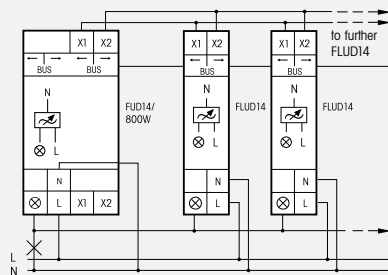 X1 X2 X1 X2 X1 X2
to further
FLUD14
BUS BUS BUS BUS
N N N
FUD14/
800W
FLUD14
FLUD14
L L L
N N N
L X1 X2 L L
L
N